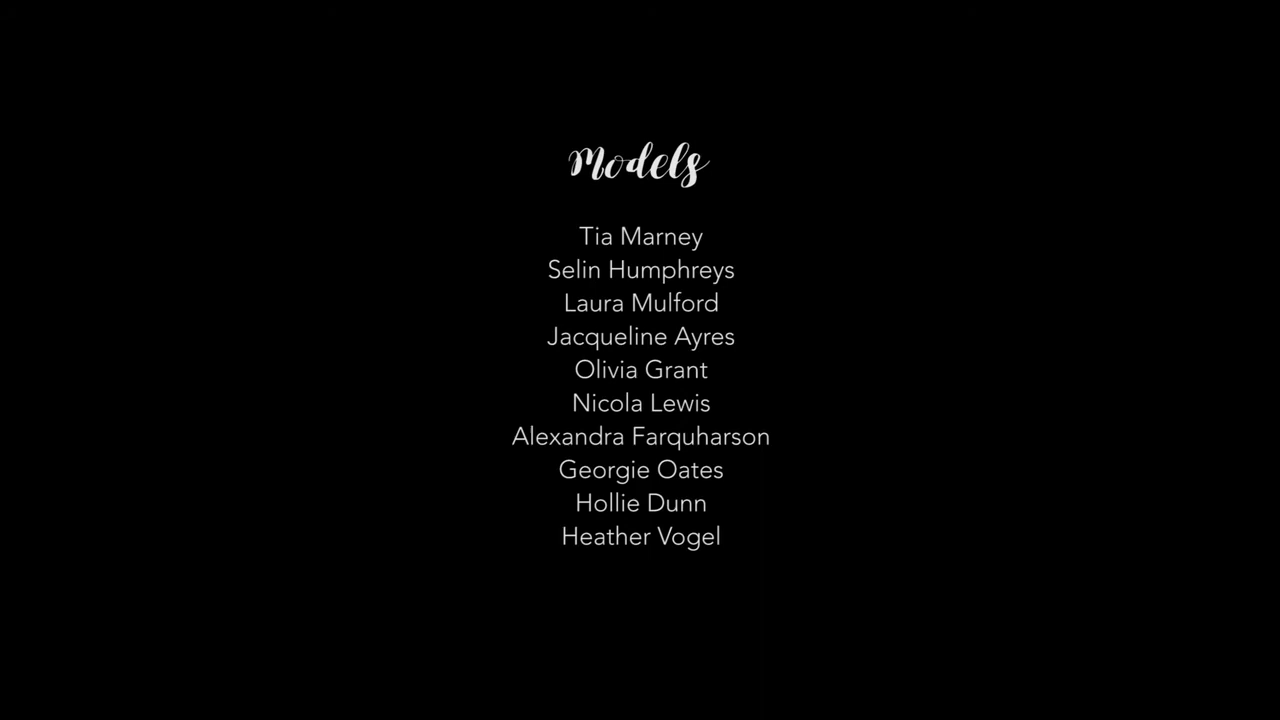 Models
Tia Marney
Selin Humphreys
Laura Mulford
Jacqueline Ayres
Olivia Grant
Nicola Lewis
Alexandra Farquharson
Georgie Oates
Hollie Dunn
Heather Vogel